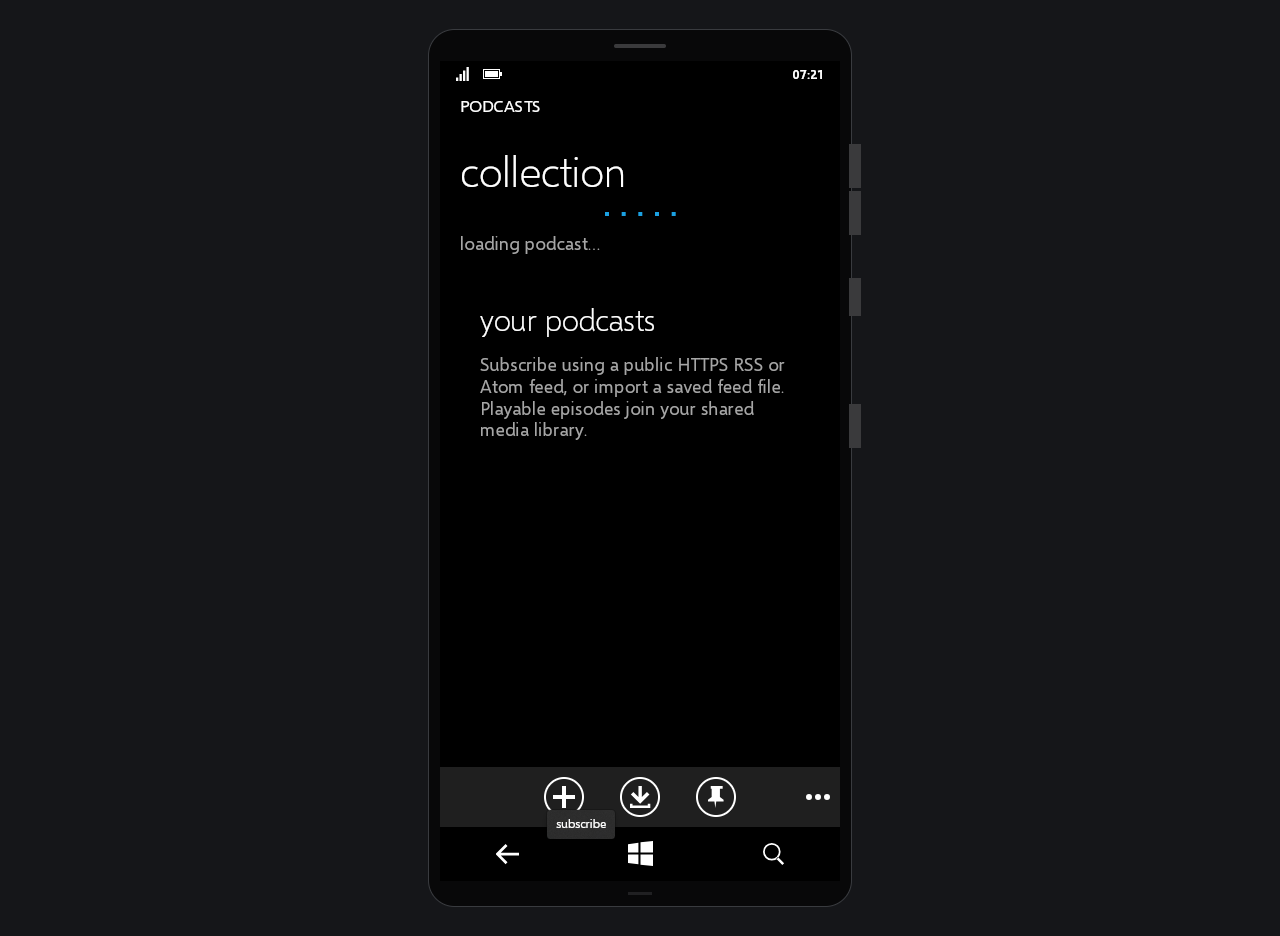 07:21
PODCASTS
collection
loading podcast...
your podcasts
Subscribe using a public HTTPS RSS or
Atom feed, or import a saved feed file.
Playable episodes join your shared
media library.
subscribe